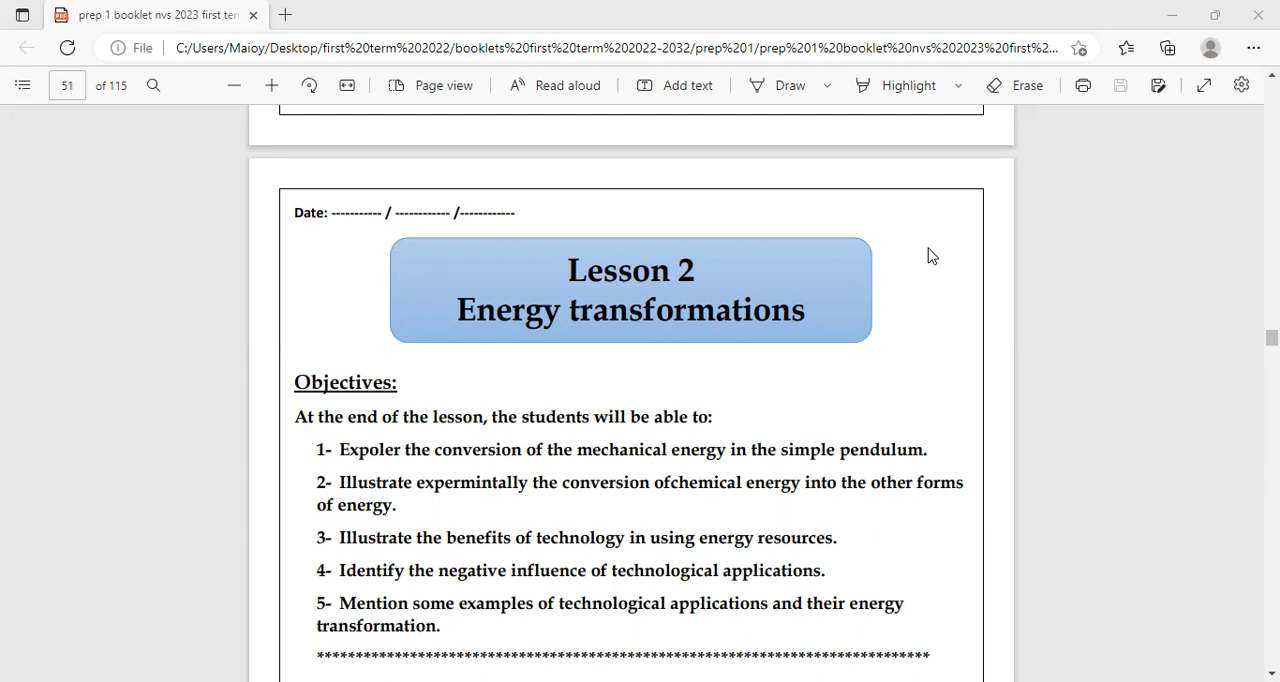 prep 1 booklet nvs 2023 first ter
File
C:/Users/Maioy/Desktop/first%20term%202022/booklets%20first%20term%202022-2032/prep%201/prep%201%20booklet%20nvs%202023%20first%2...
51 of 115
Page view
Read aloud
Add text
Draw
Highlight
Erase
Date: ----------- / ------------ /------------
Lesson 2
Energy transformations
Objectives:
At the end of the lesson, the students will be able to:
1- Expoler the conversion of the mechanical energy in the simple pendulum.
2- Illustrate expermintally the conversion ofchemical energy into the other forms
of energy.
3- Illustrate the benefits of technology in using energy resources.
4- Identify the negative influence of technological applications.
5- Mention some examples of technological applications and their energy
transformation.
******************************************************************************